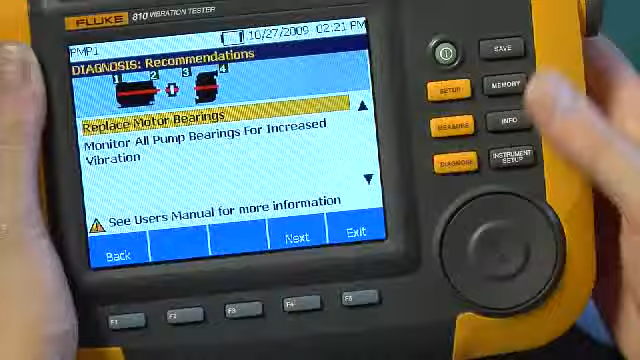 FLUKE 810 VIBRATION TESTER
PMP1 10/27/2009 02:21 PM
DIAGNOSIS: Recommendations
1 2 3 4
Replace Motor Bearings
Monitor All Pump Bearings For Increased
Vibration
See Users Manual for more information
Back Next Exit
F1 F2 F3 F4 F5
SAVE
SETUP MEMORY
MEASURE INFO
DIAGNOSE INSTRUMENT
SETUP